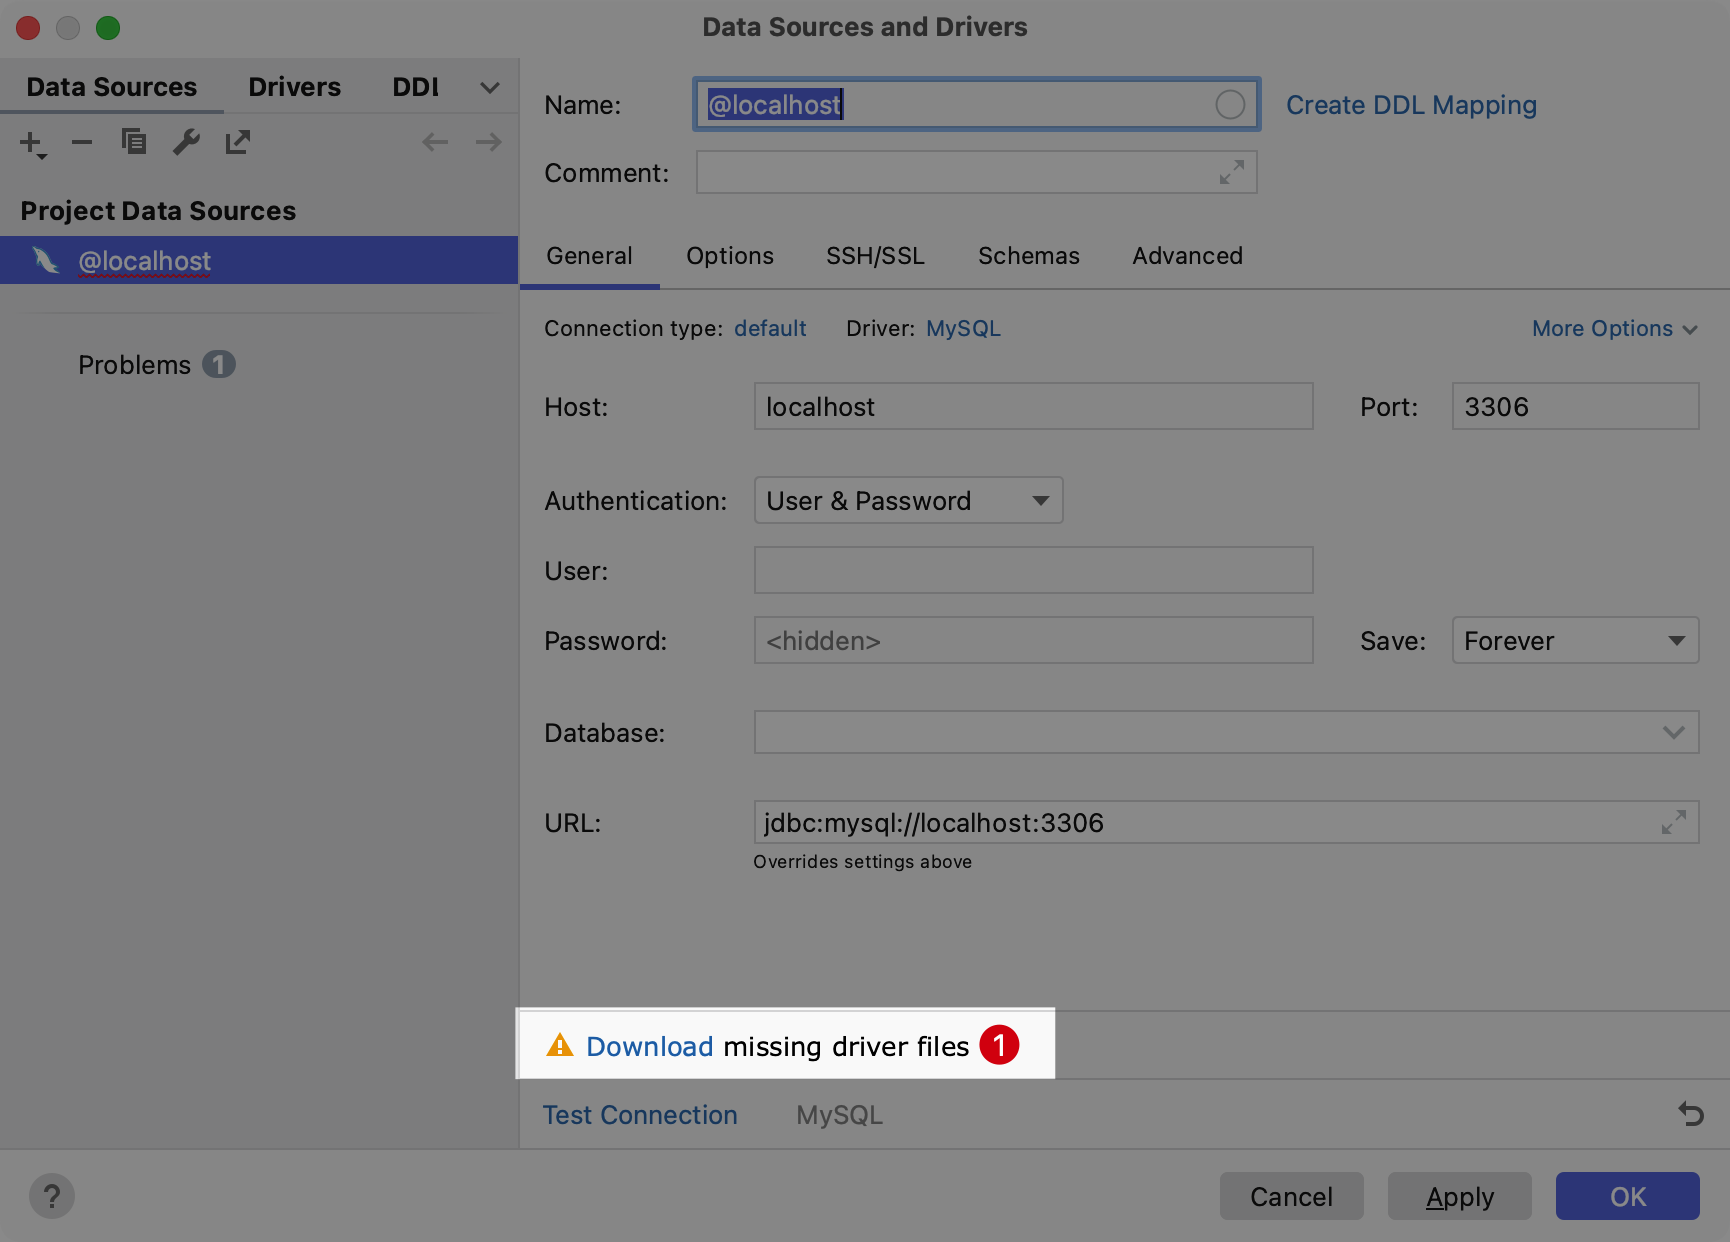 Data Sources and Drivers
Data Sources Drivers DDL
Name: @localhost Create DDL Mapping
Comment:
Project Data Sources
@localhost
Problems 1
General Options SSH/SSL Schemas Advanced
Connection type: default Driver: MySQL More Options
Host: localhost Port: 3306
Authentication: User & Password
User:
Password: <hidden> Save: Forever
Database:
URL: jdbc:mysql://localhost:3306
Overrides settings above
Download missing driver files 1
Test Connection MySQL
? Cancel Apply OK